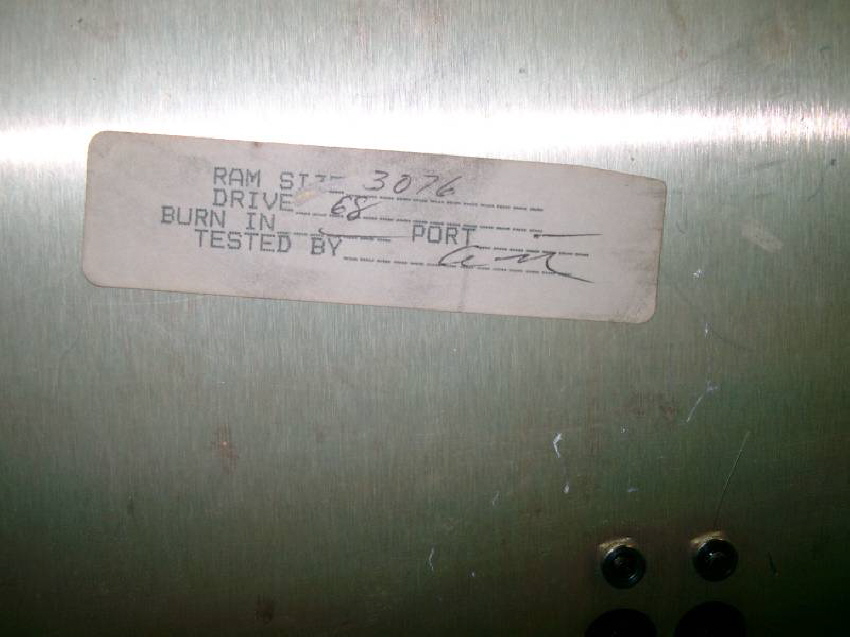 RAM SIZE 3076
DRIVE 68
BURN IN — PORT —
TESTED BY